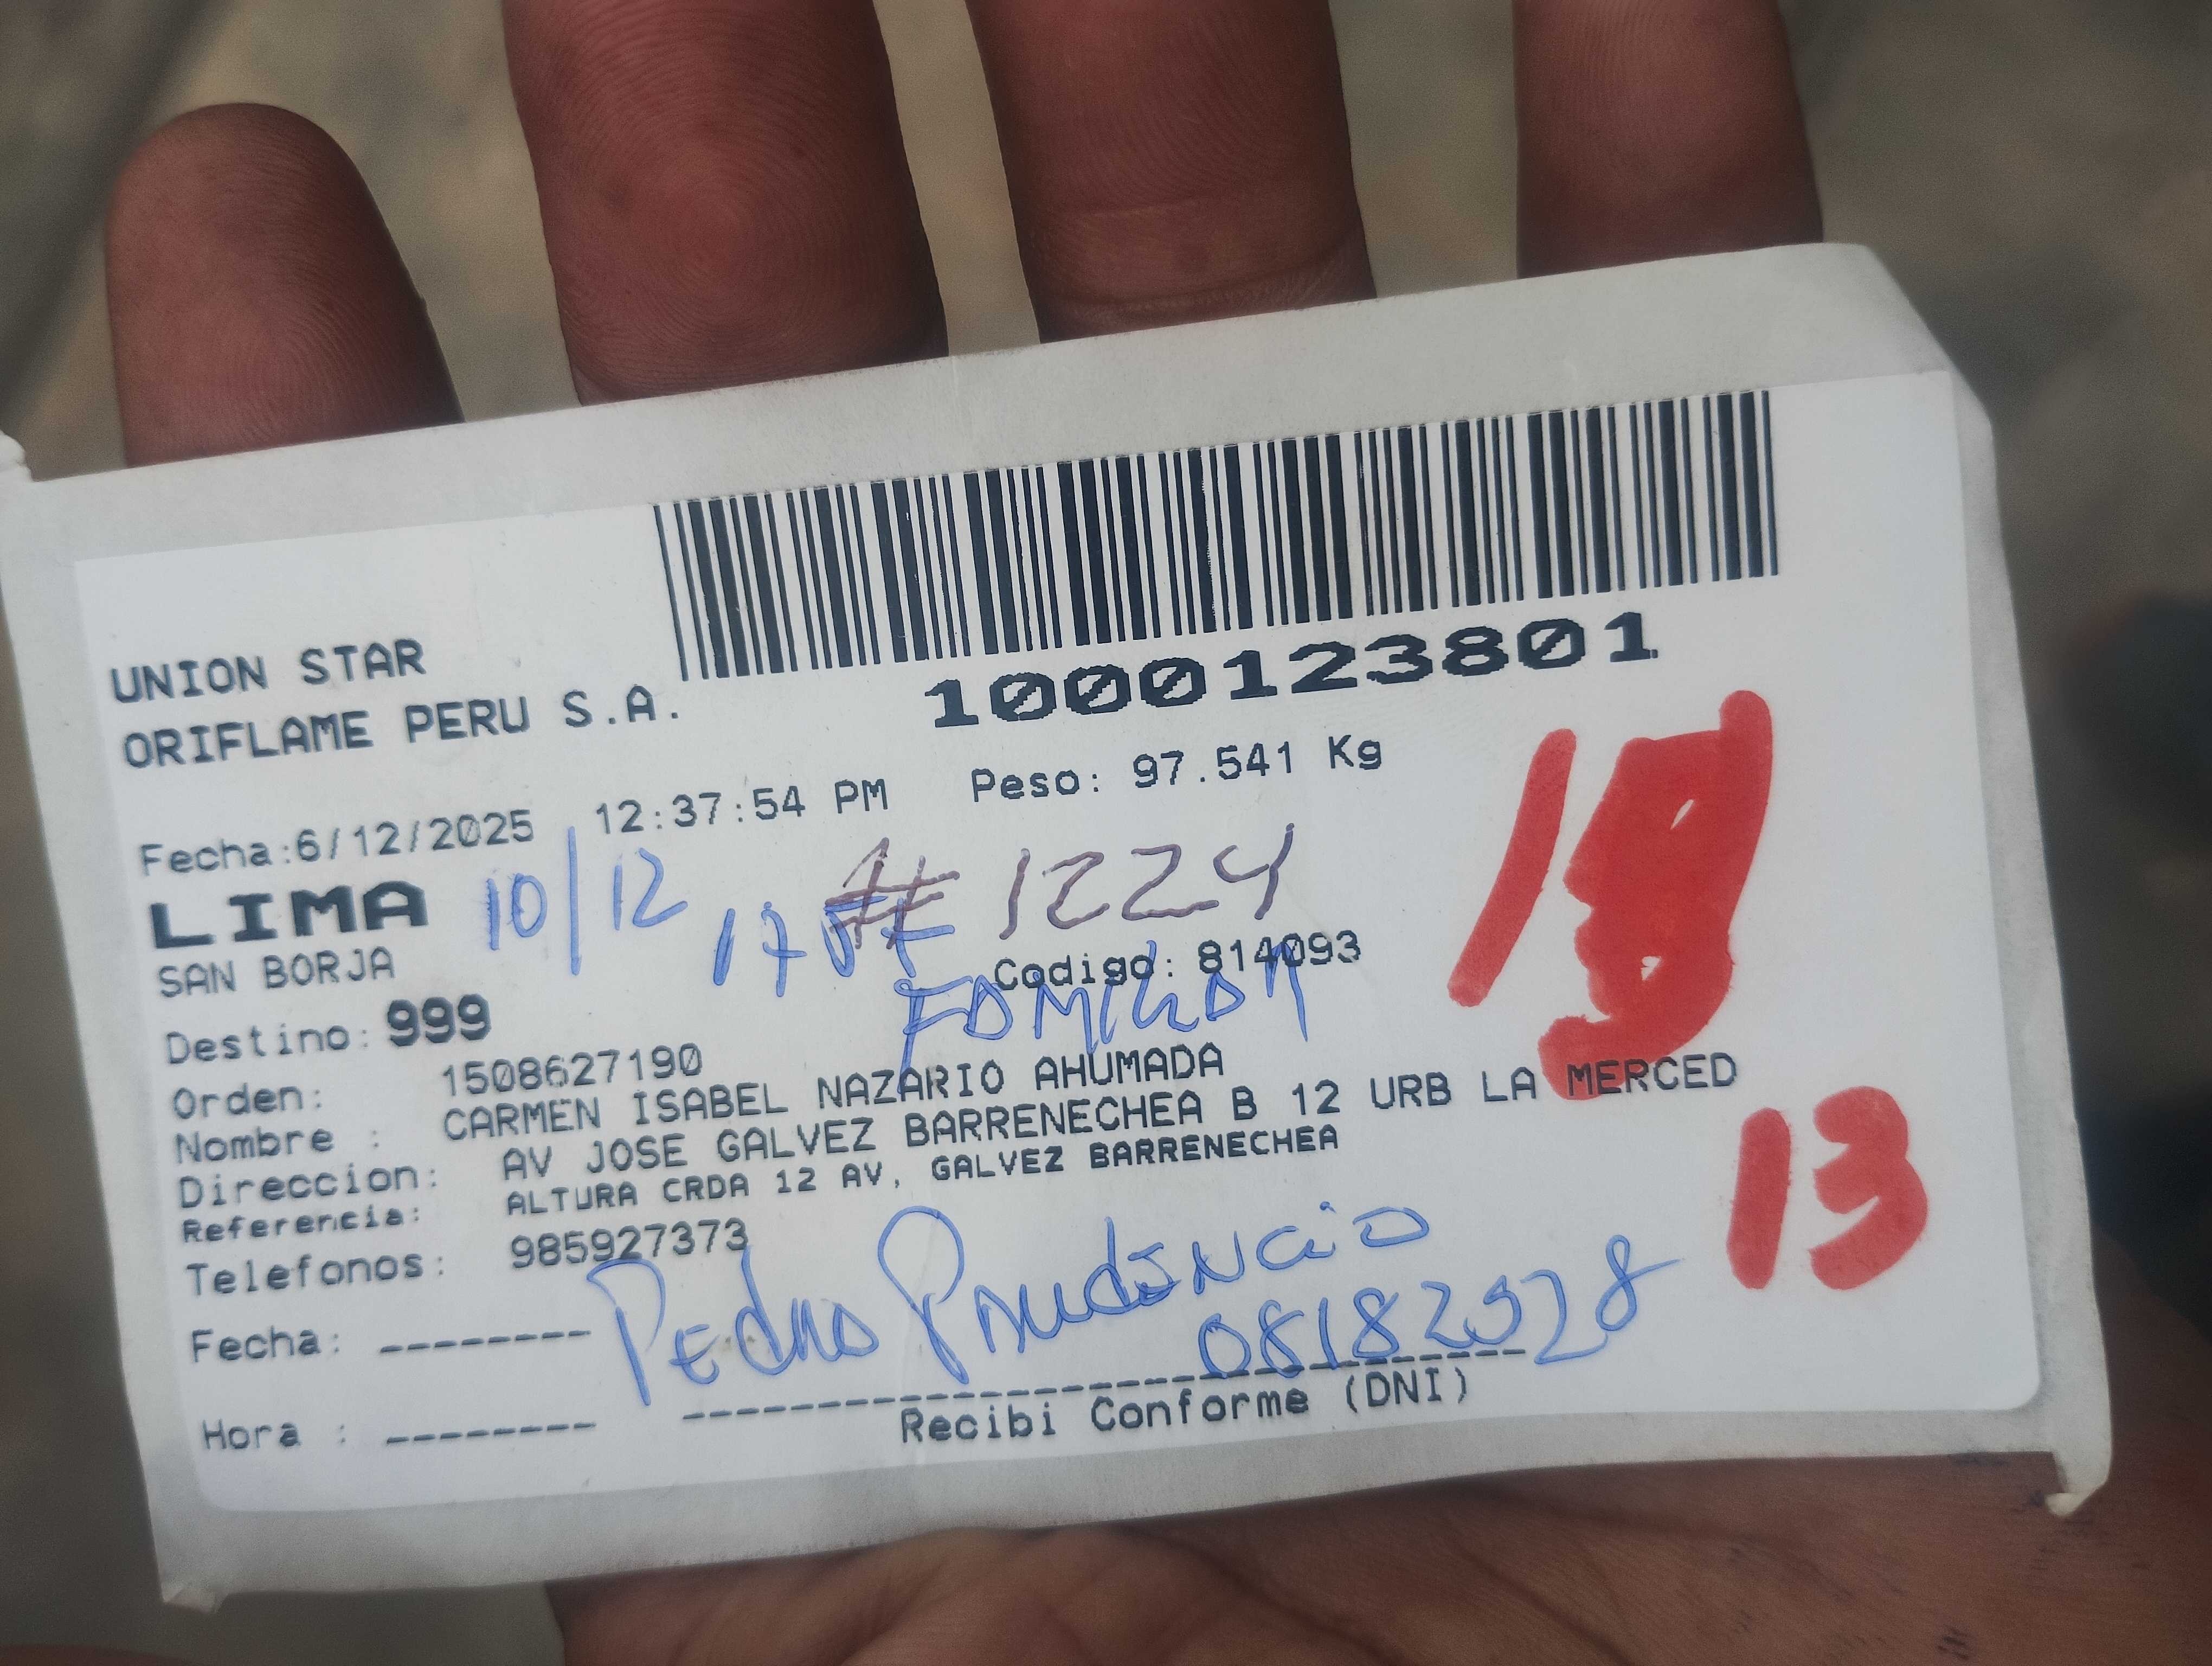 1000123801
UNION STAR
ORIFLAME PERU S.A.
Fecha:6/12/2025 12:37:54 PM Peso: 97.541 Kg
LIMA 10/12 # 1224
SAN BORJA
Codigo: 814093
Destino: 999
Orden: 1508627190
Nombre : CARMEN ISABEL NAZARIO AHUMADA
Direccion: AV JOSE GALVEZ BARRENECHEA B 12 URB LA MERCED
Referencia: ALTURA CRDA 12 AV, GALVEZ BARRENECHEA
Telefonos: 985927373
13
Pedro Prudencio
Fecha: --------
Hora : --------
Recibi Conforme (DNI)